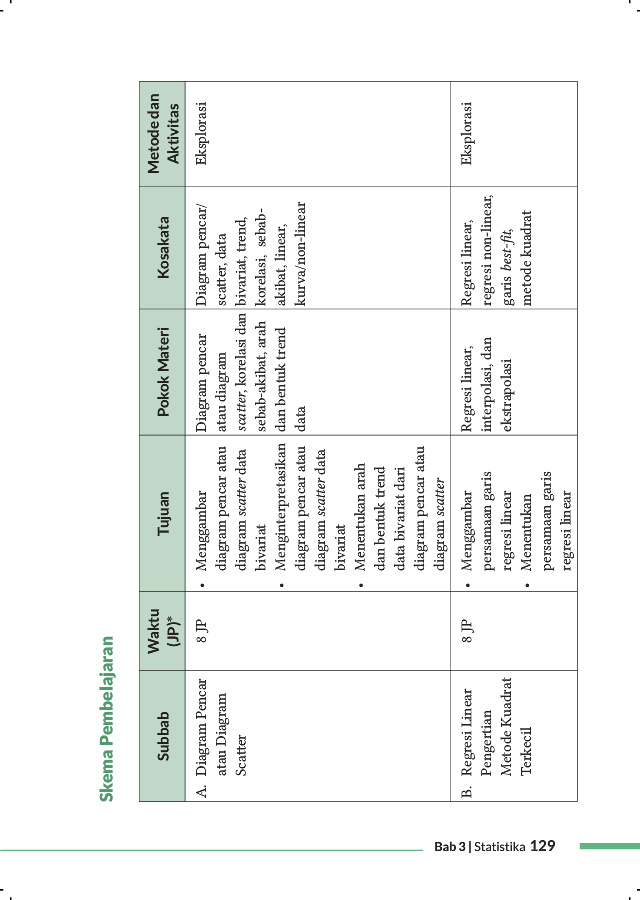 Skema Pembelajaran
Subbab
Waktu
(JP)*
Tujuan
Pokok Materi
Kosakata
Metode dan
Aktivitas
A. Diagram Pencar
atau Diagram
Scatter
8 JP
• Menggambar
diagram pencar atau
diagram scatter data
bivariat
• Menginterpretasikan
diagram pencar atau
diagram scatter data
bivariat
• Menentukan arah
dan bentuk trend
data bivariat dari
diagram pencar atau
diagram scatter
Diagram pencar
atau diagram
scatter, korelasi dan
sebab-akibat, arah
dan bentuk trend
data
Diagram pencar/
scatter, data
bivariat, trend,
korelasi, sebab-
akibat, linear,
kurva/non-linear
Eksplorasi
B. Regresi Linear
Pengertian
Metode Kuadrat
Terkecil
8 JP
• Menggambar
persamaan garis
regresi linear
• Menentukan
persamaan garis
regresi linear
Regresi linear,
interpolasi, dan
ekstrapolasi
Regresi linear,
regresi non-linear,
garis best-fit,
metode kuadrat
Eksplorasi
Bab 3 | Statistika 129